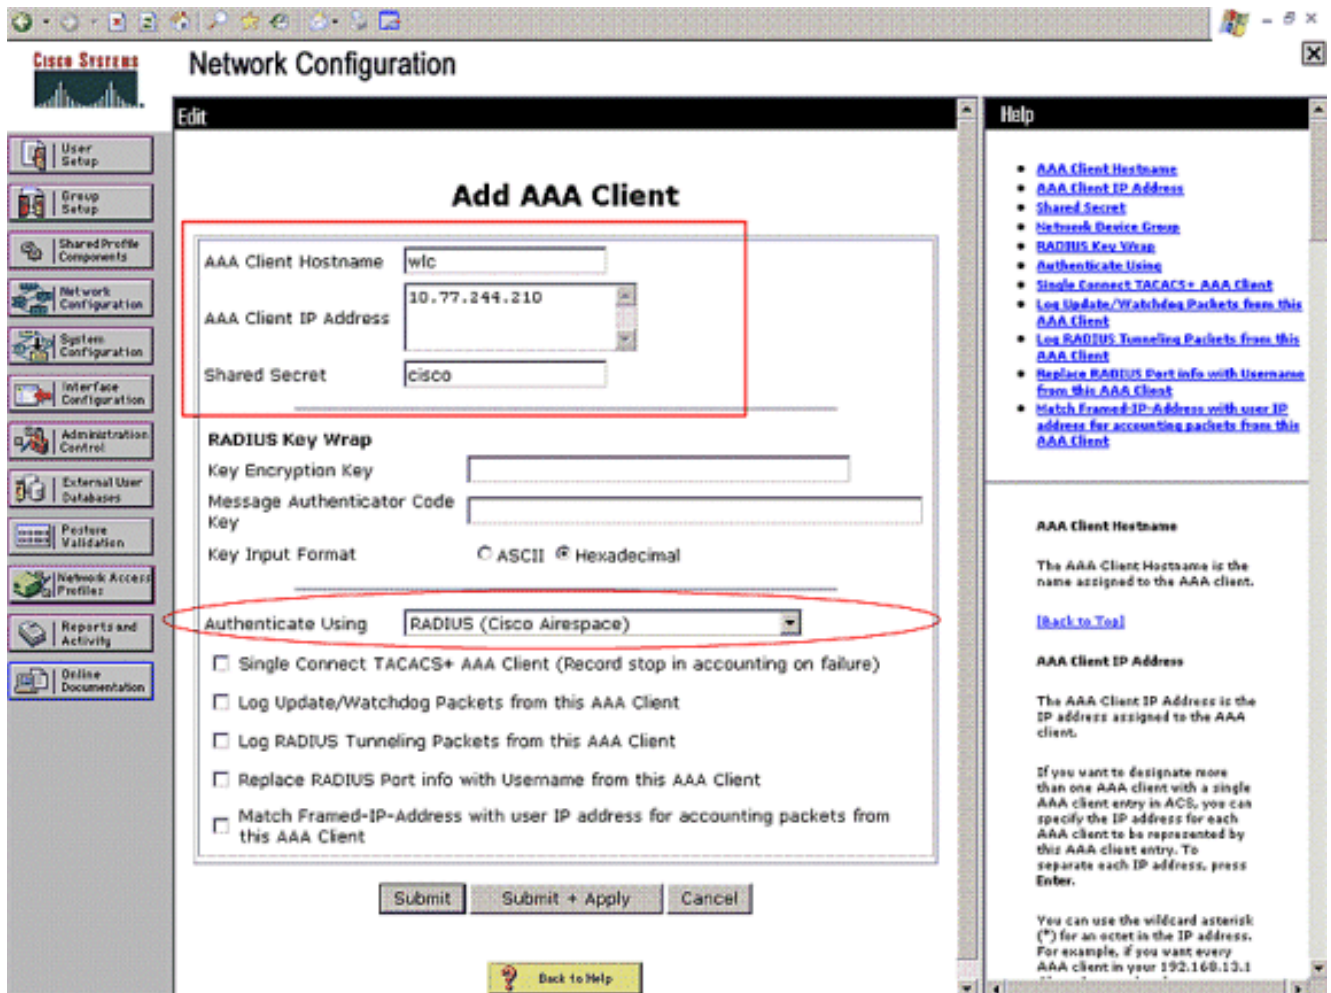 Cisco Systems
Network Configuration
User
Setup
Group
Setup
Shared Profile
Components
Network
Configuration
System
Configuration
Interface
Configuration
Administration
Control
External User
Databases
Posture
Validation
Network Access
Profiles
Reports and
Activity
Online
Documentation
Edit
Add AAA Client
AAA Client Hostname wlc
AAA Client IP Address 10.77.244.210
Shared Secret cisco
RADIUS Key Wrap
Key Encryption Key
Message Authenticator Code
Key
Key Input Format ASCII Hexadecimal
Authenticate Using RADIUS (Cisco Airespace)
Single Connect TACACS+ AAA Client (Record stop in accounting on failure)
Log Update/Watchdog Packets from this AAA Client
Log RADIUS Tunneling Packets from this AAA Client
Replace RADIUS Port info with Username from this AAA Client
Match Framed-IP-Address with user IP address for accounting packets from
this AAA Client
Submit Submit + Apply Cancel
? Back to Help
Help
AAA Client Hostname
AAA Client IP Address
Shared Secret
Network Device Group
RADIUS Key Wrap
Authenticate Using
Single Connect TACACS+ AAA Client
Log Update/Watchdog Packets from this
AAA Client
Log RADIUS Tunneling Packets from this
AAA Client
Replace RADIUS Port info with Username
from this AAA Client
Match Framed-IP-Address with user IP
address for accounting packets from this
AAA Client
AAA Client Hostname
The AAA Client Hostname is the
name assigned to the AAA client.
[Back to Top]
AAA Client IP Address
The AAA Client IP Address is the
IP address assigned to the AAA
client.
If you want to designate more
than one AAA client with a single
AAA client entry in ACS, you can
specify the IP address for each
AAA client to be represented by
this AAA client entry. To
separate each IP address, press
Enter.
You can use the wildcard asterisk
(*) for an octet in the IP address.
For example, if you want every
AAA client in your 192.168.13.1